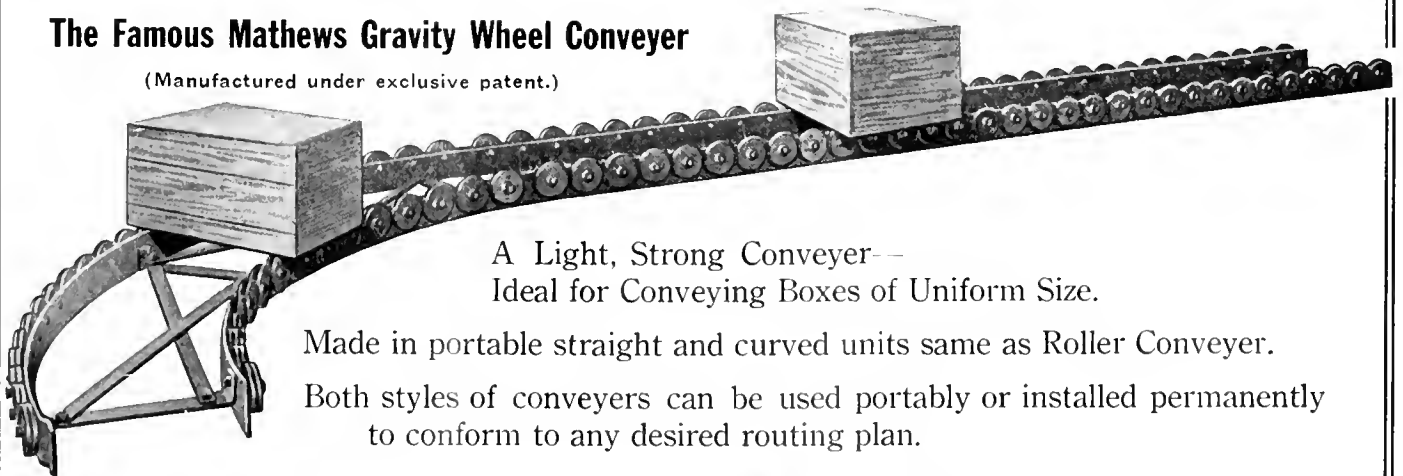 The Famous Mathews Gravity Wheel Conveyer
(Manufactured under exclusive patent.)
A Light, Strong Conveyer--
Ideal for Conveying Boxes of Uniform Size.
Made in portable straight and curved units same as Roller Conveyer.
Both styles of conveyers can be used portably or installed permanently
to conform to any desired routing plan.